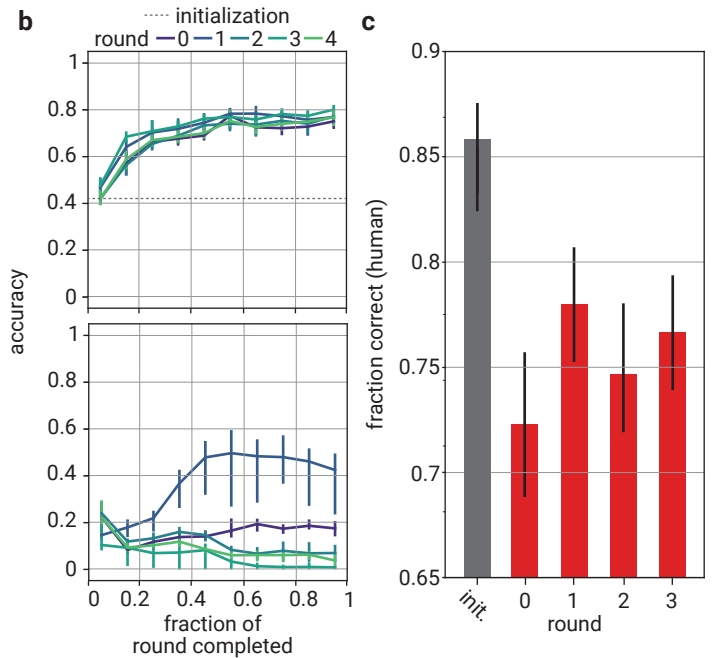 b
initialization
round 0 1 2 3 4
1
0.8
0.6
0.4
0.2
0
1
0.8
0.6
0.4
0.2
0
accuracy
0 0.2 0.4 0.6 0.8 1
fraction of
round completed
c
0.9
0.85
0.8
0.75
0.7
0.65
fraction correct (human)
init. 0 1 2 3
round